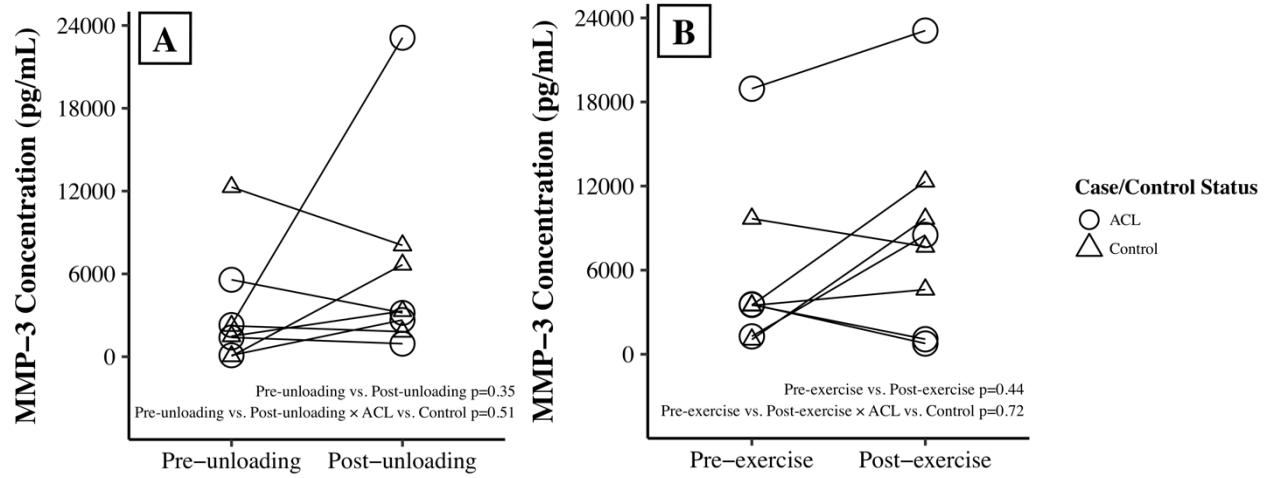 A
MMP−3 Concentration (pg/mL)
24000
18000
12000
6000
0
Pre-unloading vs. Post-unloading p=0.35
Pre-unloading vs. Post-unloading × ACL vs. Control p=0.51
Pre−unloading Post−unloading
B
MMP−3 Concentration (pg/mL)
24000
18000
12000
6000
0
Pre-exercise vs. Post-exercise p=0.44
Pre-exercise vs. Post-exercise × ACL vs. Control p=0.72
Pre−exercise Post−exercise
Case/Control Status
ACL
Control